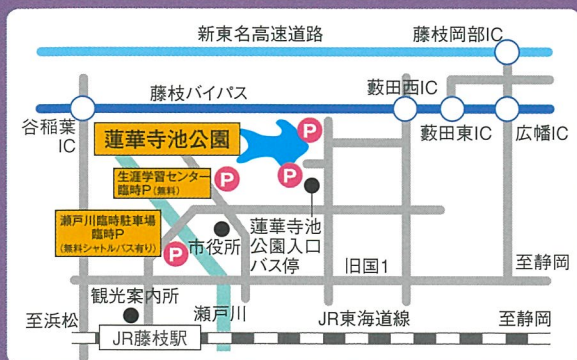 新東名高速道路
藤枝岡部IC
藤枝バイパス
藪田西IC
谷稲葉
IC
藪田東IC
広幡IC
蓮華寺池公園
P
P
生涯学習センター
臨時P(無料)
P
瀬戸川臨時駐車場
臨時P
(無料シャトルバス有り)
P
市役所
蓮華寺池
公園入口
バス停
旧国1
至静岡
観光案内所
瀬戸川
至浜松
JR藤枝駅
JR東海道線
至静岡